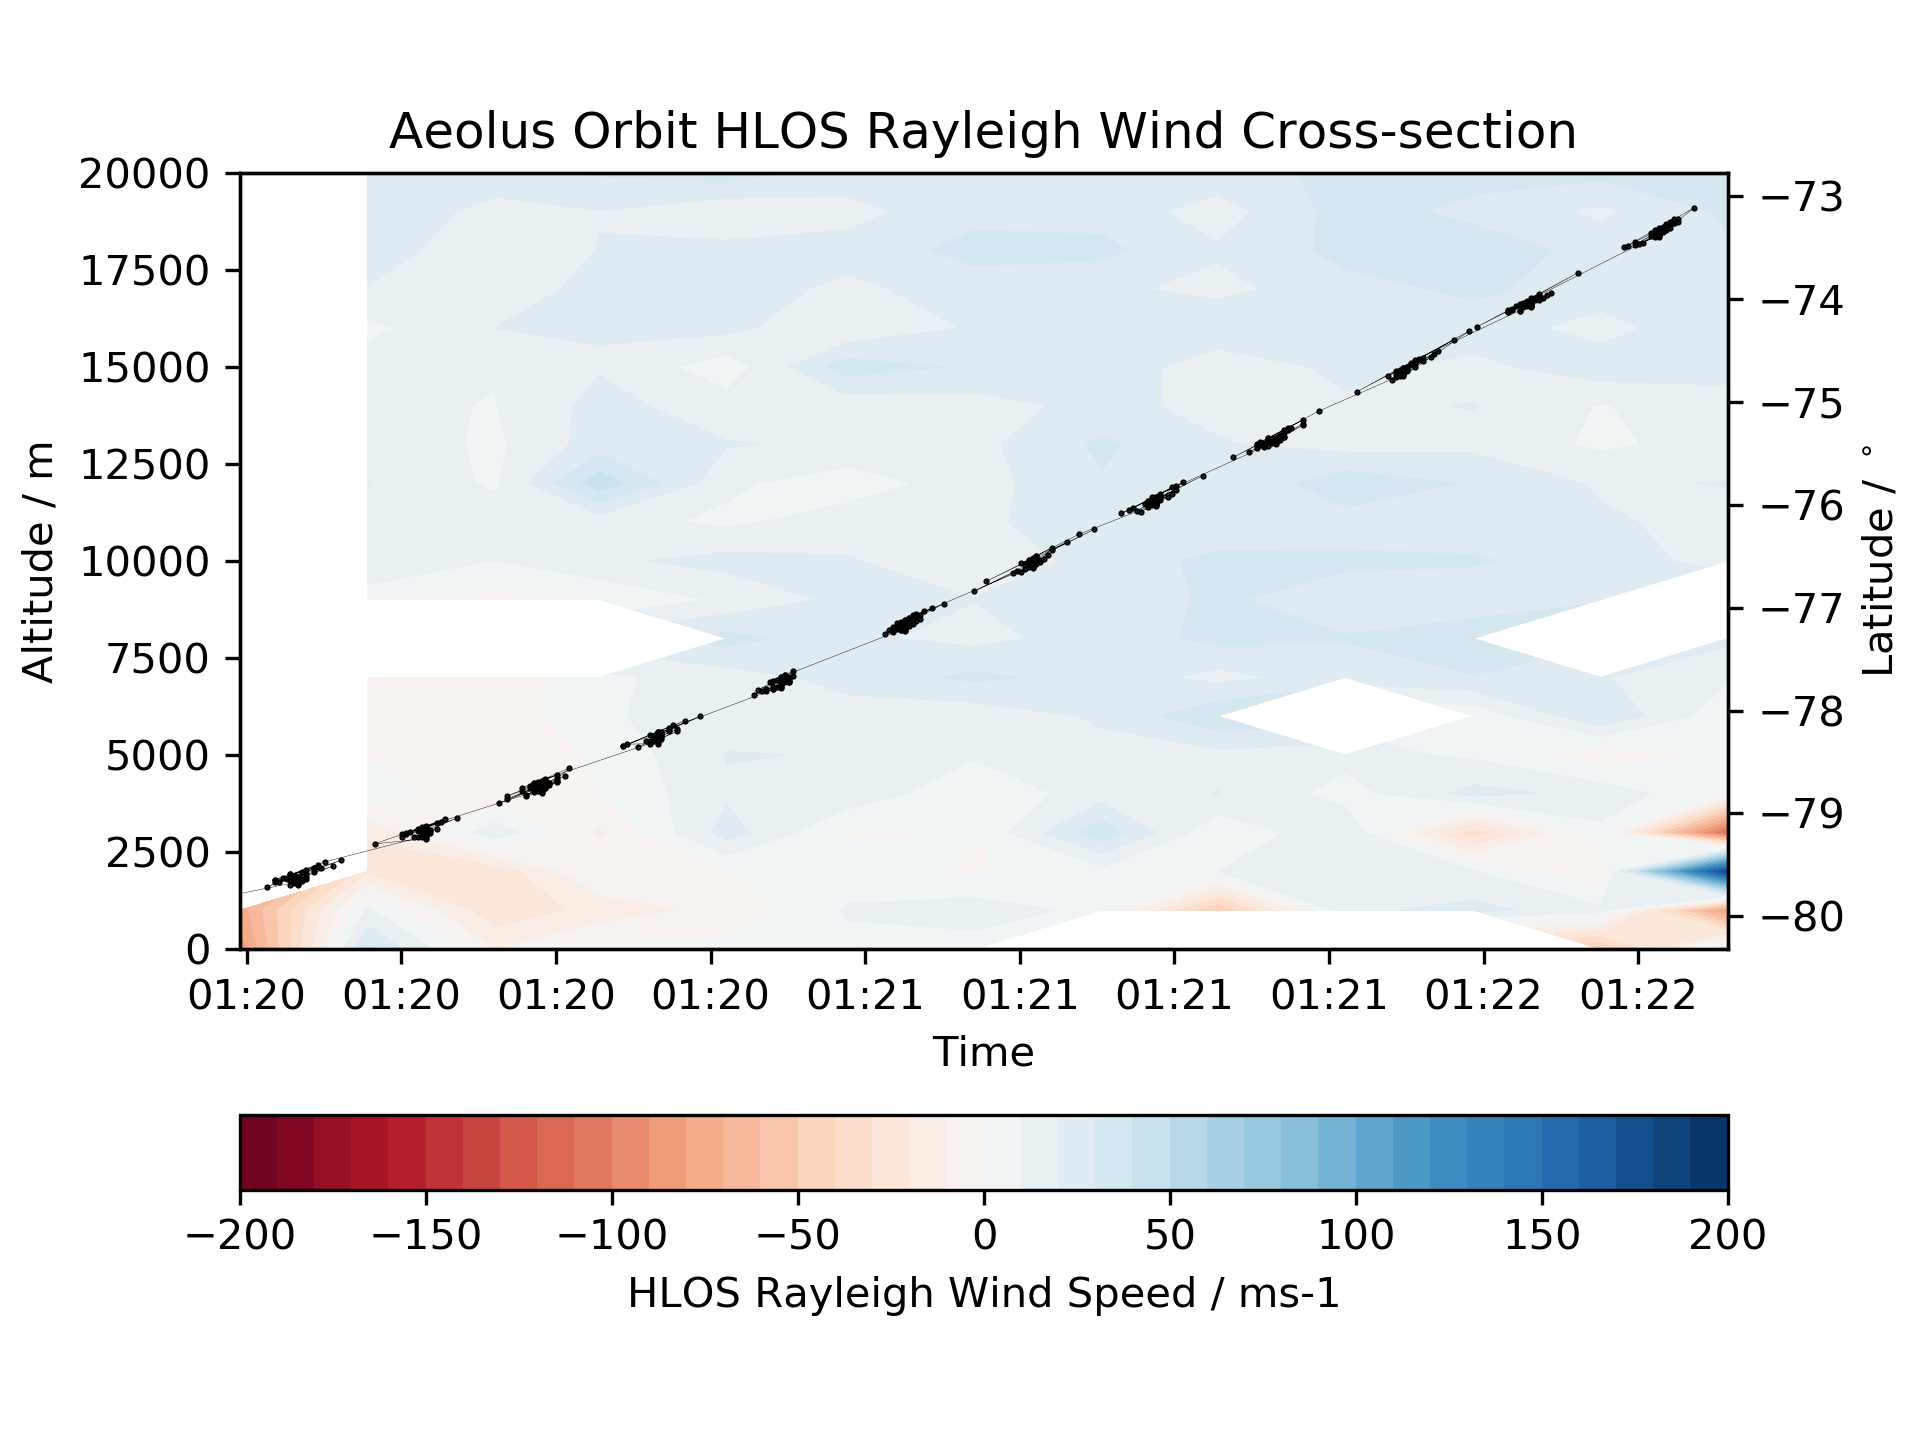 Aeolus Orbit HLOS Rayleigh Wind Cross-section
20000
17500
15000
12500
10000
7500
5000
2500
0
Altitude / m
−73
−74
−75
−76
−77
−78
−79
−80
Latitude / °
01:20 01:20 01:20 01:20 01:21 01:21 01:21 01:21 01:22 01:22
Time
−200 −150 −100 −50 0 50 100 150 200
HLOS Rayleigh Wind Speed / ms-1